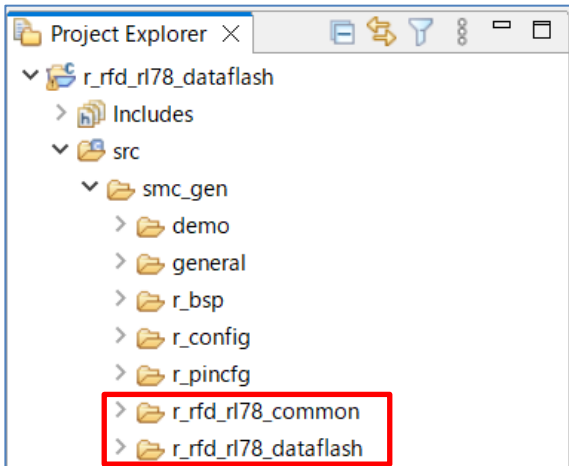 Project Explorer
r_rfd_rl78_dataflash
Includes
src
smc_gen
demo
general
r_bsp
r_config
r_pincfg
r_rfd_rl78_common
r_rfd_rl78_dataflash